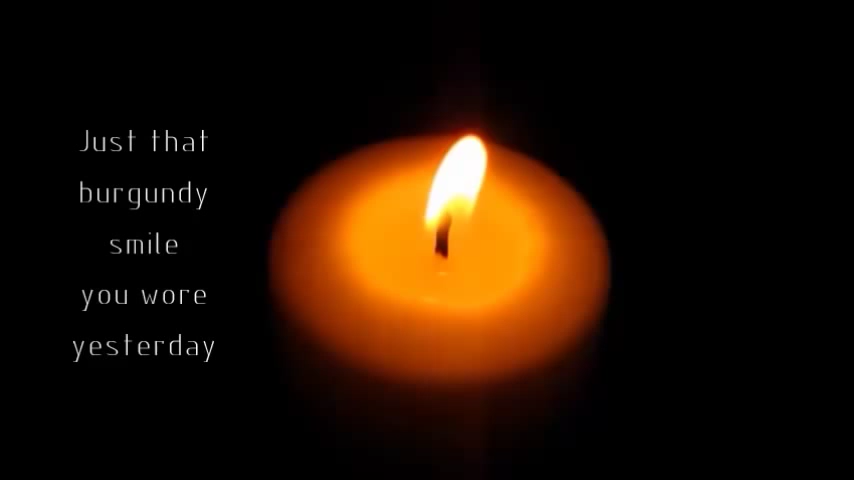 Just that
burgundy
smile
you wore
yesterday